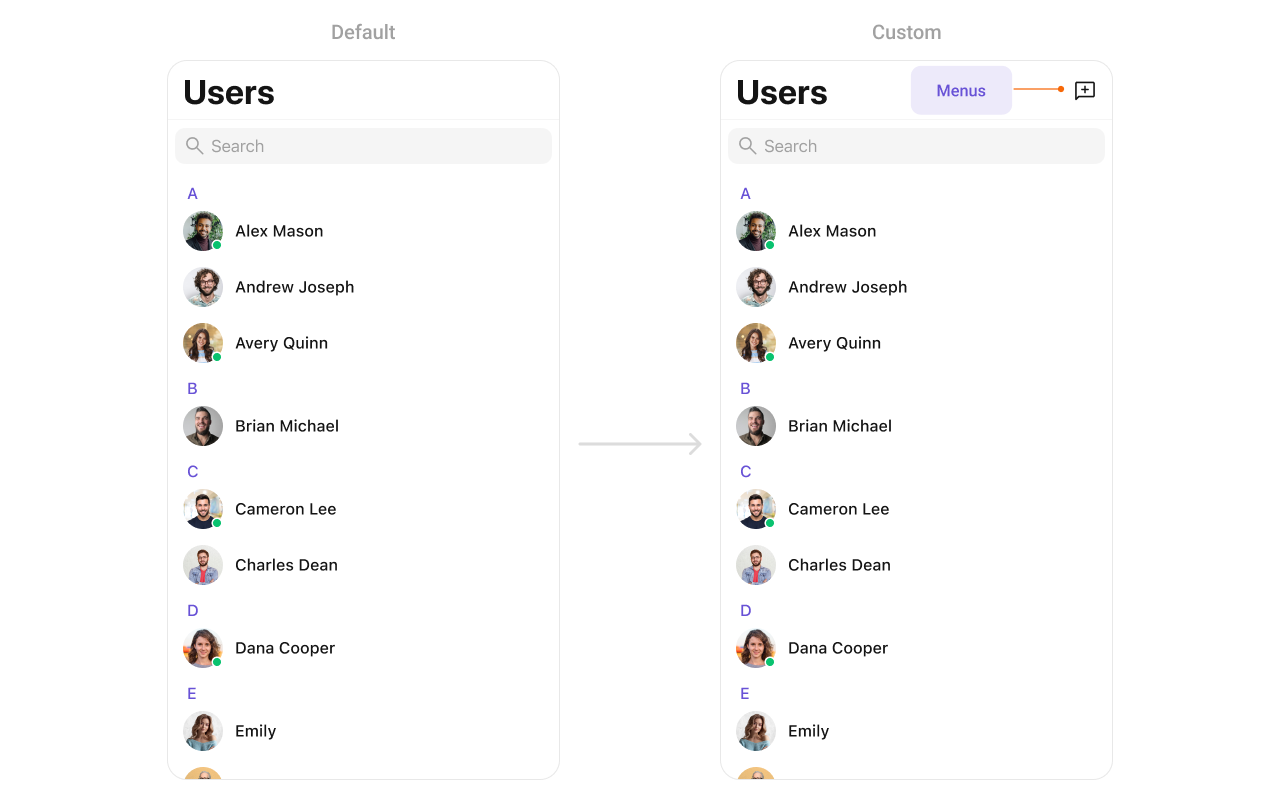 Default
Users
Search
A
Alex Mason
Andrew Joseph
Avery Quinn
B
Brian Michael
C
Cameron Lee
Charles Dean
D
Dana Cooper
E
Emily
Custom
Users
Menus
Search
A
Alex Mason
Andrew Joseph
Avery Quinn
B
Brian Michael
C
Cameron Lee
Charles Dean
D
Dana Cooper
E
Emily